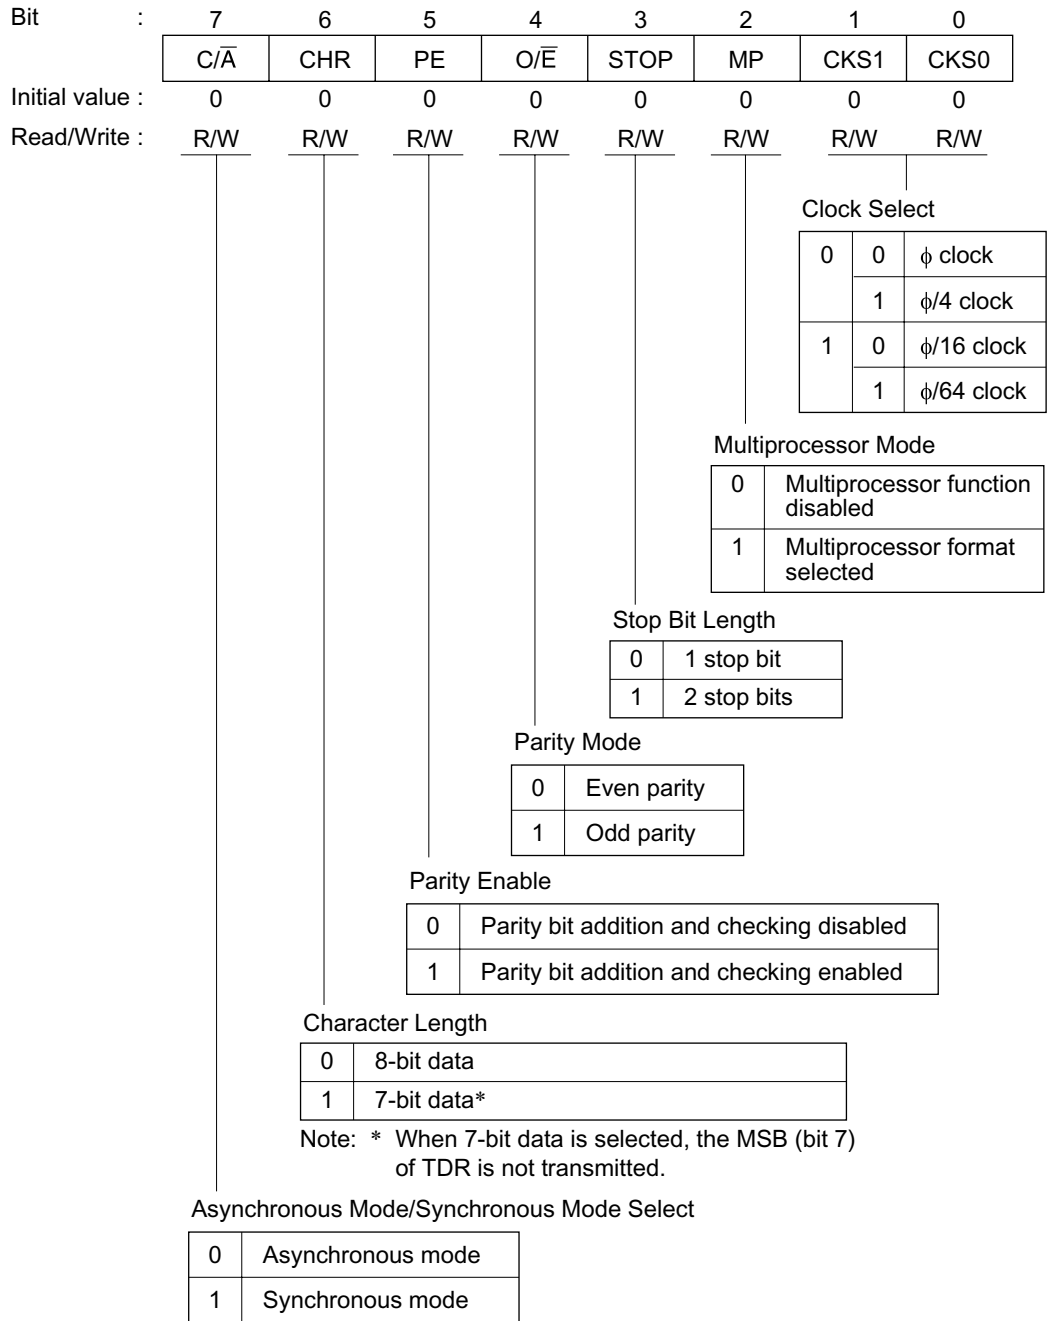 Bit : 7 6 5 4 3 2 1 0
C/A̅ CHR PE O/E̅ STOP MP CKS1 CKS0
Initial value : 0 0 0 0 0 0 0 0
Read/Write : R/W R/W R/W R/W R/W R/W R/W R/W
Clock Select
0 0 ϕ clock
1 ϕ/4 clock
1 0 ϕ/16 clock
1 ϕ/64 clock
Multiprocessor Mode
0 Multiprocessor function
disabled
1 Multiprocessor format
selected
Stop Bit Length
0 1 stop bit
1 2 stop bits
Parity Mode
0 Even parity
1 Odd parity
Parity Enable
0 Parity bit addition and checking disabled
1 Parity bit addition and checking enabled
Character Length
0 8-bit data
1 7-bit data*
Note: * When 7-bit data is selected, the MSB (bit 7)
of TDR is not transmitted.
Asynchronous Mode/Synchronous Mode Select
0 Asynchronous mode
1 Synchronous mode